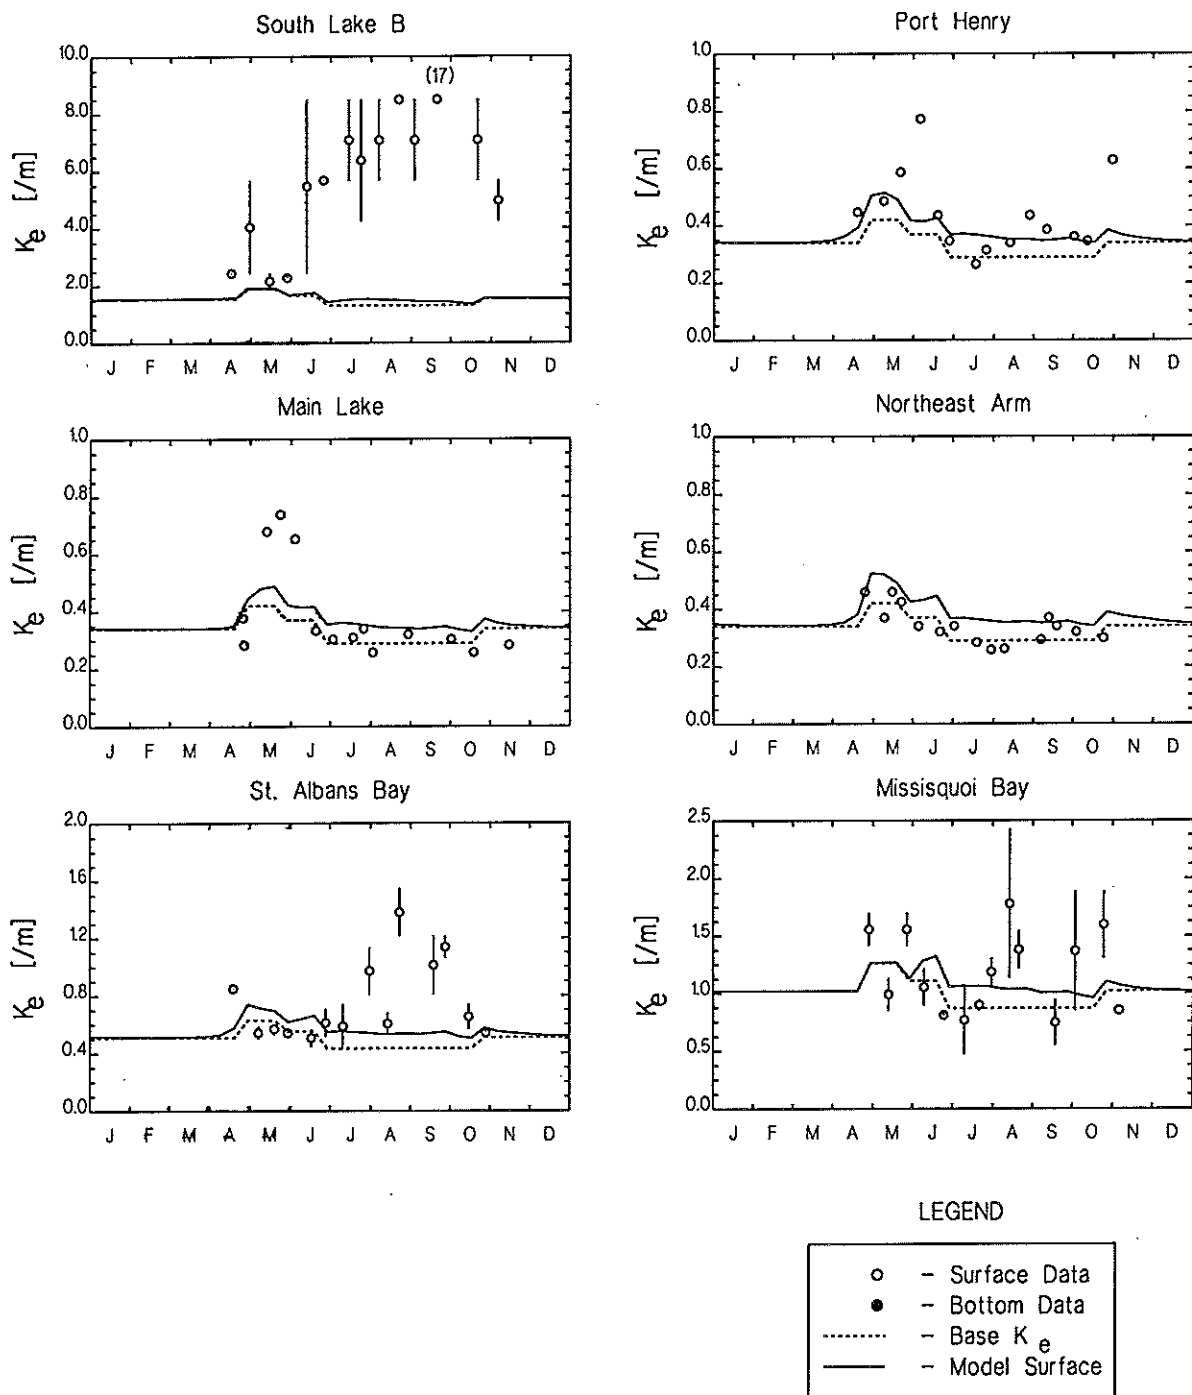 South Lake B
10.0
8.0
6.0
4.0
2.0
0.0
Ke [/m]
(17)
J F M A M J J A S O N D
Port Henry
1.0
0.8
0.6
0.4
0.2
0.0
Ke [/m]
J F M A M J J A S O N D
Main Lake
1.0
0.8
0.6
0.4
0.2
0.0
Ke [/m]
J F M A M J J A S O N D
Northeast Arm
1.0
0.8
0.6
0.4
0.2
0.0
Ke [/m]
J F M A M J J A S O N D
St. Albans Bay
2.0
1.6
1.2
0.8
0.4
0.0
Ke [/m]
J F M A M J J A S O N D
Missisquoi Bay
2.5
2.0
1.5
1.0
0.5
0.0
Ke [/m]
J F M A M J J A S O N D
LEGEND
- Surface Data
- Bottom Data
- Base Ke
- Model Surface